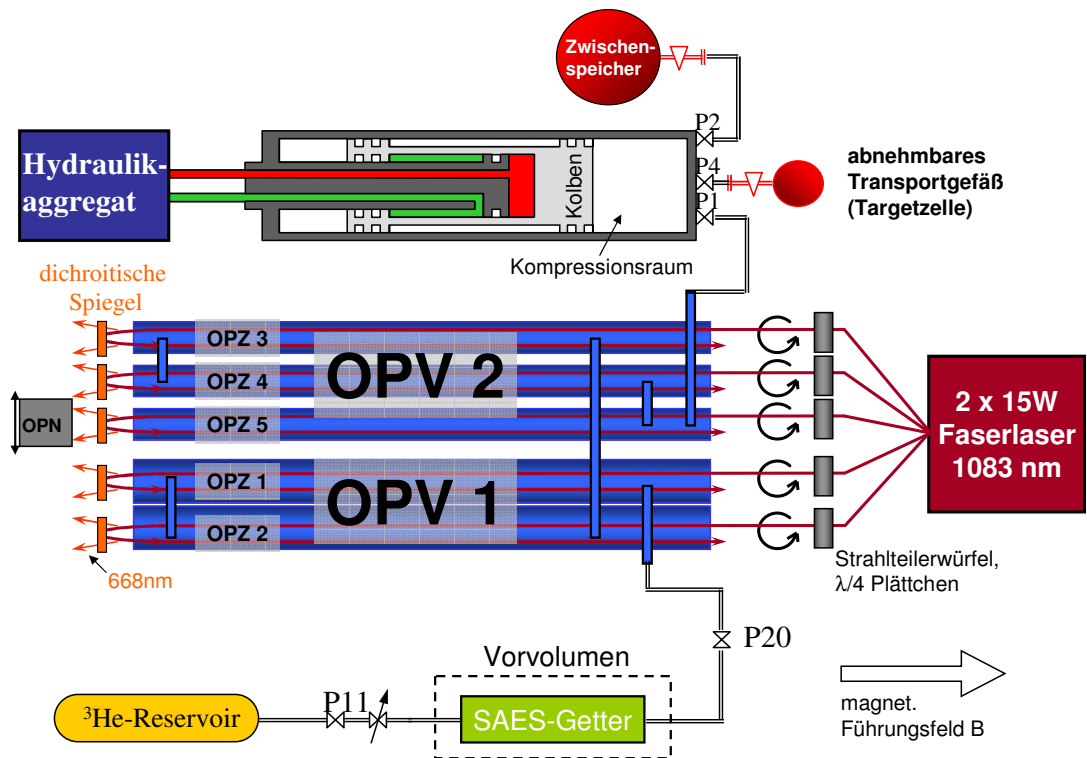 Zwischen-
speicher
P2
Hydraulik-
aggregat
P4
abnehmbares
Transportgefäß
(Targetzelle)
P1
Kolben
Kompressionsraum
dichroitische
Spiegel
OPZ 3
OPV 2
OPZ 4
OPN
OPZ 5
2 x 15W
Faserlaser
1083 nm
OPZ 1
OPV 1
OPZ 2
668nm
Strahlteilerwürfel,
λ/4 Plättchen
P20
Vorvolumen
³He-Reservoir
P11
SAES-Getter
magnet.
Führungsfeld B